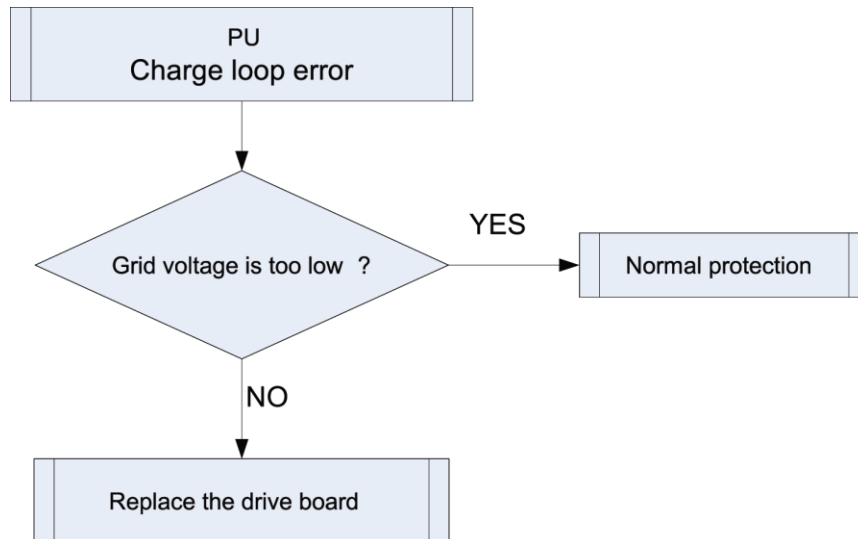 PU
Charge loop error
YES
Grid voltage is too low ?
Normal protection
NO
Replace the drive board